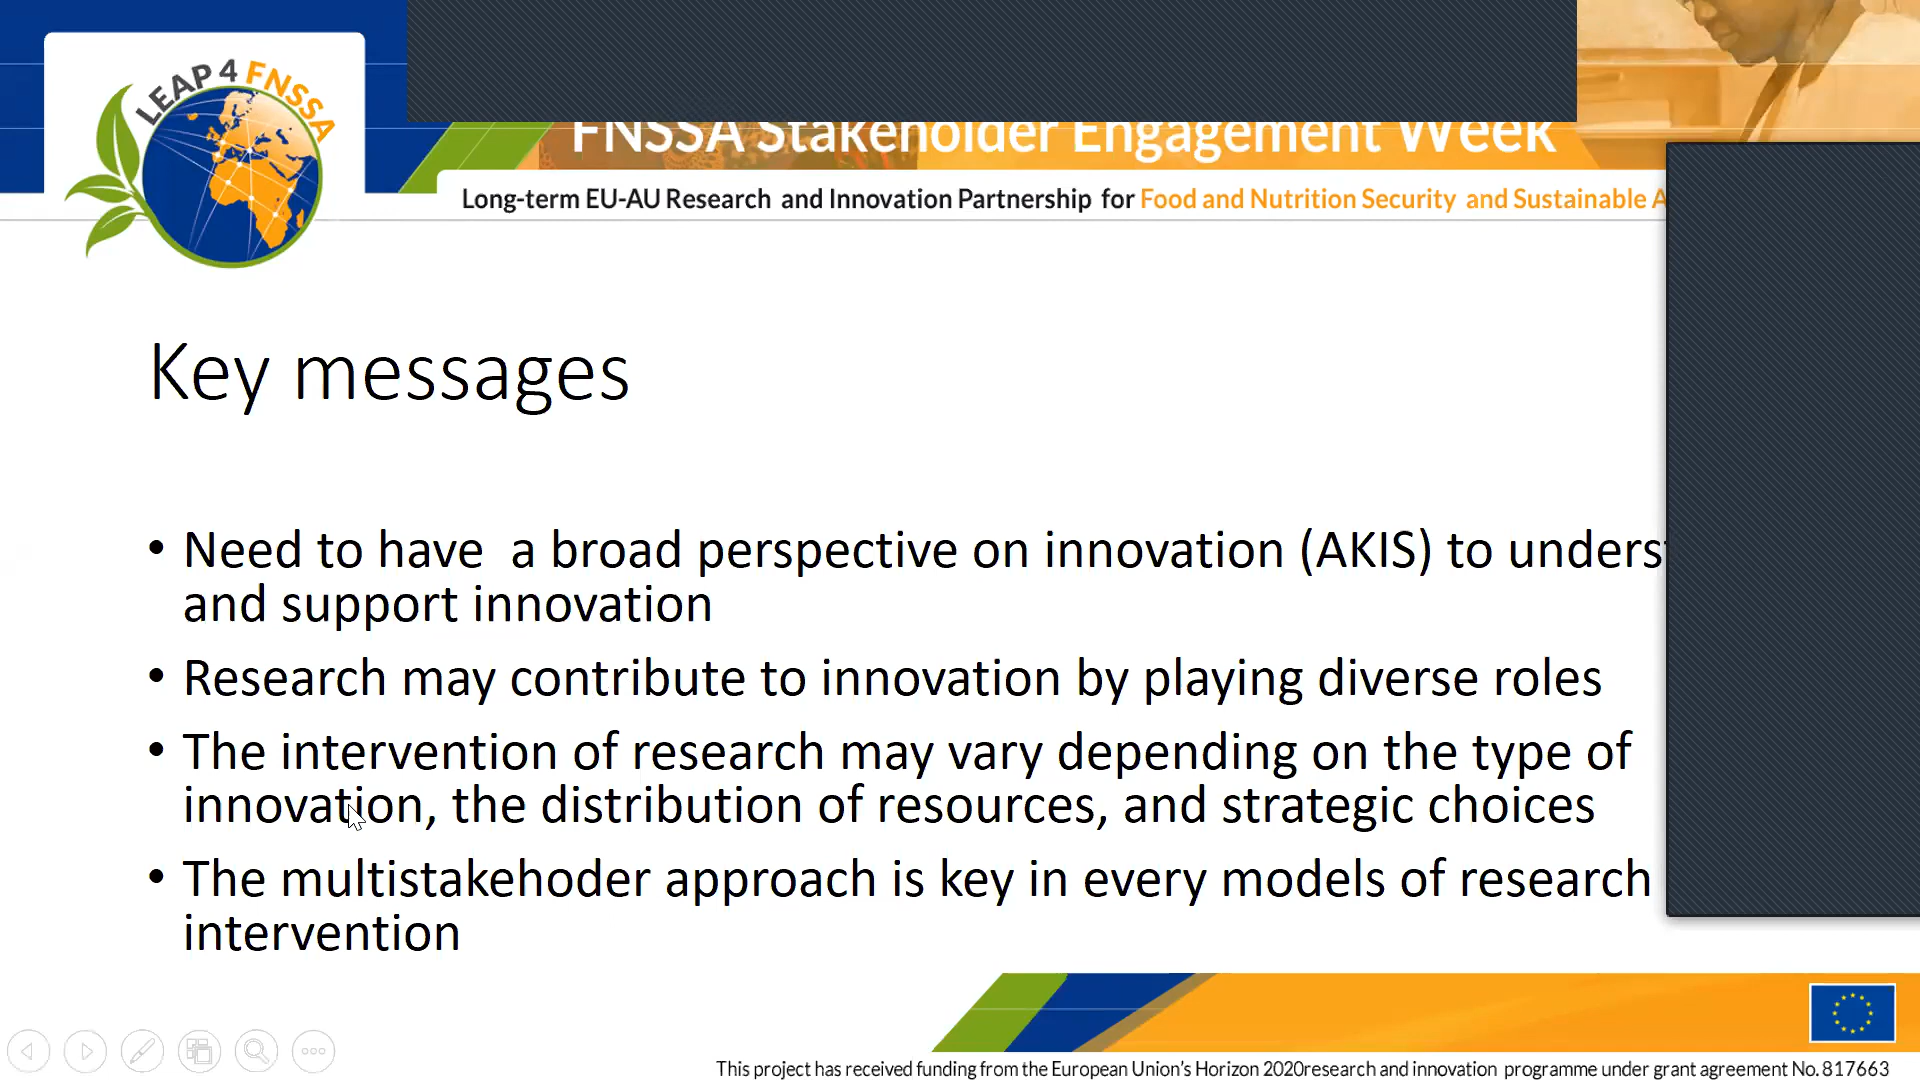 LEAP 4 FNSSA
FNSSA Stakeholder Engagement Week
Long-term EU-AU Research and Innovation Partnership for Food and Nutrition Security and Sustainable
Key messages
• Need to have a broad perspective on innovation (AKIS) to
and support innovation
• Research may contribute to innovation by playing diverse roles
• The intervention of research may vary depending on the type of
innovation, the distribution of resources, and strategic choices
• The multistakehoder approach is key in every models of research
intervention
This project has received funding from the European Union's Horizon 2020research and innovation programme under grant agreement No. 817663